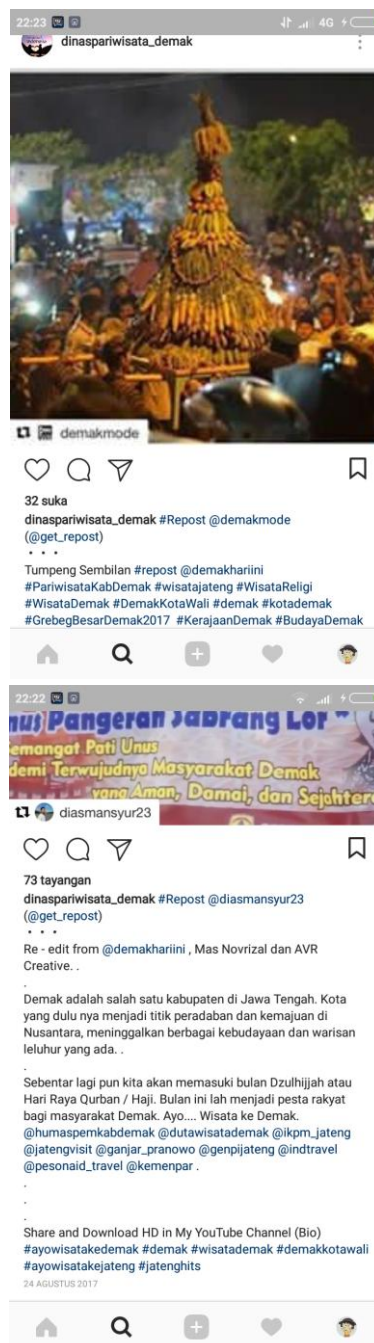 22:23 4G
dinaspariwisata_demak
demakmode
32 suka
dinaspariwisata_demak #Repost @demakmode
(@get_repost)
• • •
Tumpeng Sembilan #repost @demakhariini
#PariwisataKabDemak #wisatajateng #WisataReligi
#WisataDemak #DemakKotaWali #demak #kotademak
#GrebegBesarDemak2017 #KerajaanDemak #BudayaDemak
22:22
nus Pangeran Sabrang Lor "
emangat Pati Unus
demi Terwujudnya Masyarakat Demak
yang Aman, Damai, dan Sejahter
diasmansyur23
73 tayangan
dinaspariwisata_demak #Repost @diasmansyur23
(@get_repost)
• • •
Re - edit from @demakhariini , Mas Novrizal dan AVR
Creative. .
.
Demak adalah salah satu kabupaten di Jawa Tengah. Kota
yang dulu nya menjadi titik peradaban dan kemajuan di
Nusantara, meninggalkan berbagai kebudayaan dan warisan
leluhur yang ada. .
.
Sebentar lagi pun kita akan memasuki bulan Dzulhijjah atau
Hari Raya Qurban / Haji. Bulan ini lah menjadi pesta rakyat
bagi masyarakat Demak. Ayo.... Wisata ke Demak.
@humaspemkabdemak @dutawisatademak @ikpm_jateng
@jatengvisit @ganjar_pranowo @genpijateng @indtravel
@pesonaid_travel @kemenpar .
.
.
.
Share and Download HD in My YouTube Channel (Bio)
#ayowisatakedemak #demak #wisatademak #demakkotawali
#ayowisatakejateng #jatenghits
24 AGUSTUS 2017